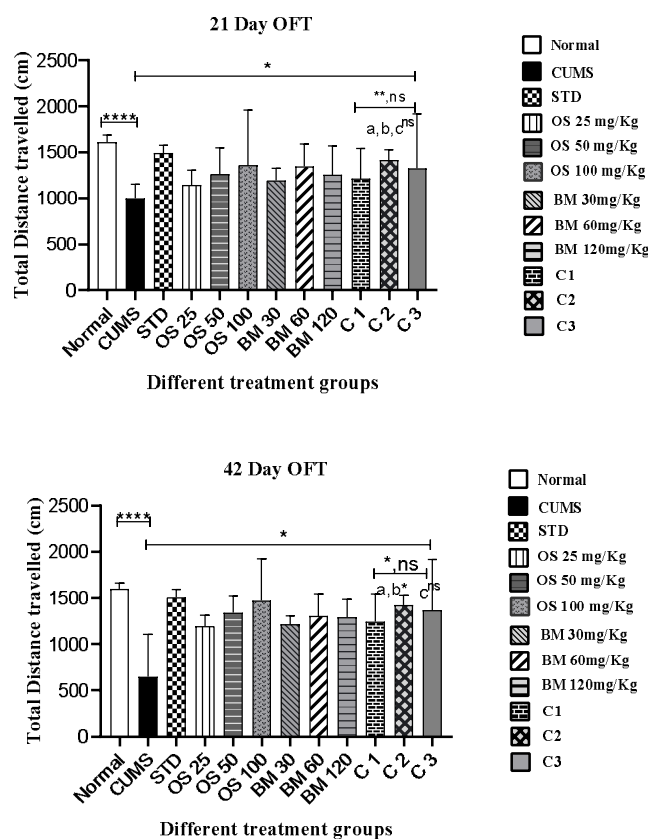 21 Day OFT
Total Distance travelled (cm)
2500
2000
1500
1000
500
0
****
*
**,ns
a,b,c^ns
Normal
CUMS
STD
OS 25
OS 50
OS 100
BM 30
BM 60
BM 120
C 1
C 2
C 3
Different treatment groups
Normal
CUMS
STD
OS 25 mg/Kg
OS 50 mg/Kg
OS 100 mg/Kg
BM 30mg/Kg
BM 60mg/Kg
BM 120mg/Kg
C1
C2
C3
42 Day OFT
Total Distance travelled (cm)
2500
2000
1500
1000
500
0
****
*
*,ns
a,b* c^ns
Normal
CUMS
STD
OS 25
OS 50
OS 100
BM 30
BM 60
BM 120
C 1
C 2
C 3
Different treatment groups
Normal
CUMS
STD
OS 25 mg/Kg
OS 50 mg/Kg
OS 100 mg/Kg
BM 30mg/Kg
BM 60mg/Kg
BM 120mg/Kg
C1
C2
C3